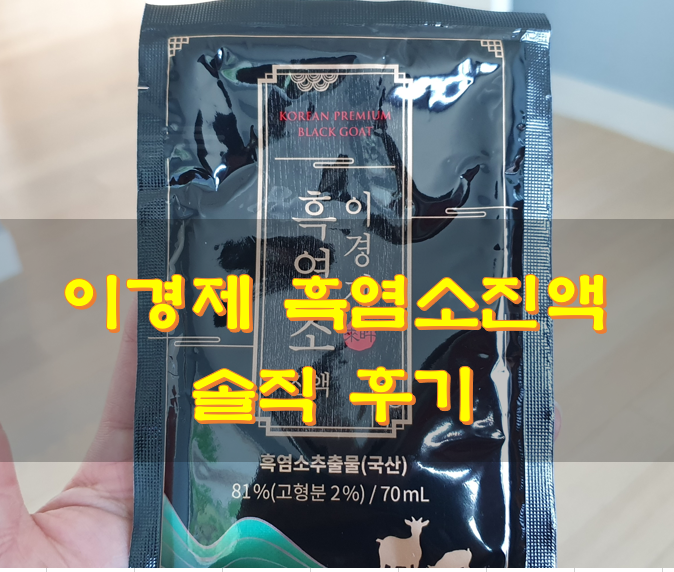 KOREAN PREMIUM
BLACK GOAT
이경제 흑염소진액
솔직 후기
흑염소추출물(국산)
81%(고형분 2%) / 70mL